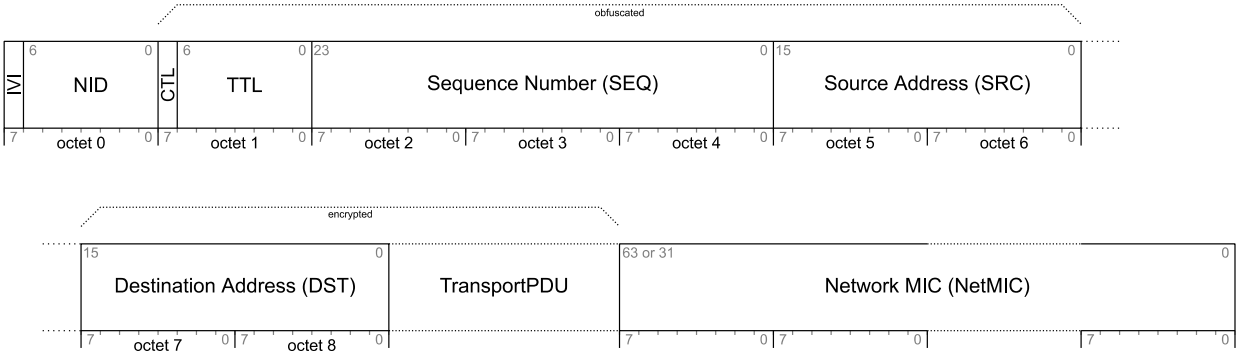 obfuscated
IVI 6 NID 0 CTL 6 TTL 0 23 Sequence Number (SEQ) 0 15 Source Address (SRC) 0
7 octet 0 0 7 octet 1 0 7 octet 2 0 7 octet 3 0 7 octet 4 0 7 octet 5 0 7 octet 6 0
encrypted
15 0 63 or 31 0
Destination Address (DST) TransportPDU Network MIC (NetMIC)
7 octet 7 0 7 octet 8 0 7 0 7 0 7 0